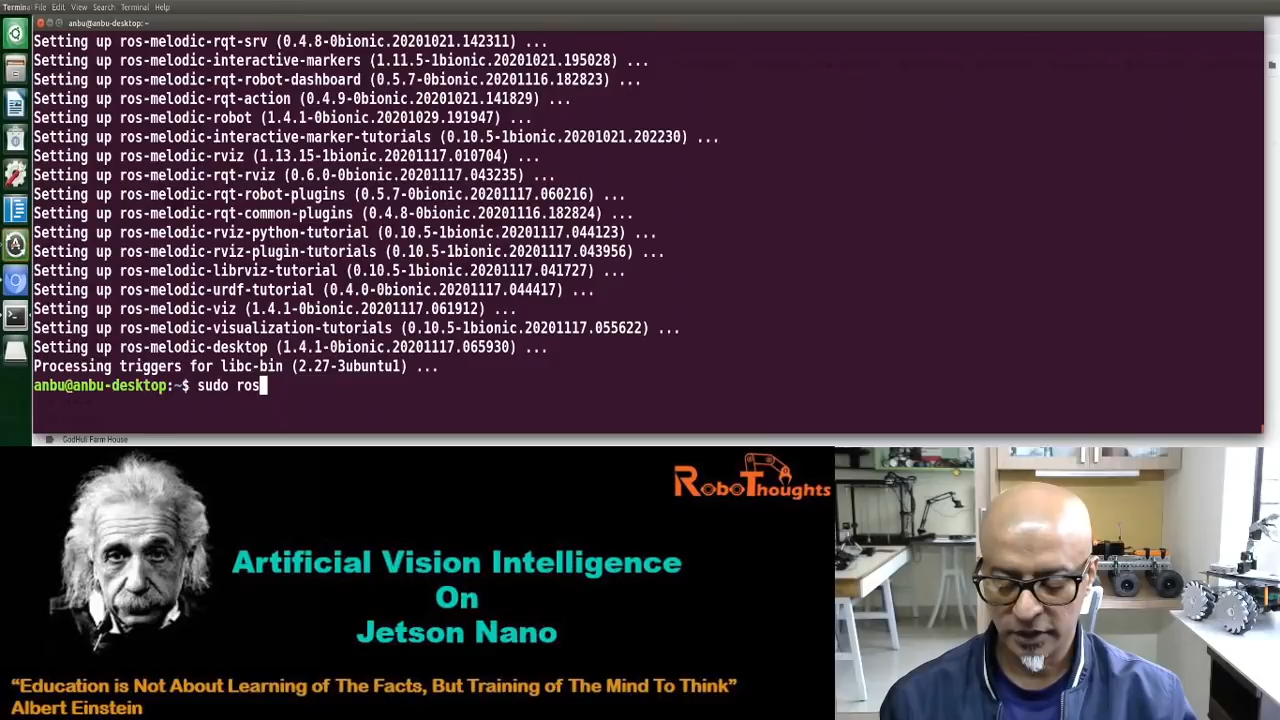 Terminal File Edit View Search Terminal Help
anbu@anbu-desktop: ~
Setting up ros-melodic-rqt-srv (0.4.8-0bionic.20201021.142311) ...
Setting up ros-melodic-interactive-markers (1.11.5-1bionic.20201021.195028) ...
Setting up ros-melodic-rqt-robot-dashboard (0.5.7-0bionic.20201116.182823) ...
Setting up ros-melodic-rqt-action (0.4.9-0bionic.20201021.141829) ...
Setting up ros-melodic-robot (1.4.1-0bionic.20201029.191947) ...
Setting up ros-melodic-interactive-marker-tutorials (0.10.5-1bionic.20201021.202230) ...
Setting up ros-melodic-rviz (1.13.15-1bionic.20201117.010704) ...
Setting up ros-melodic-rqt-rviz (0.6.0-0bionic.20201117.043235) ...
Setting up ros-melodic-rqt-robot-plugins (0.5.7-0bionic.20201117.060216) ...
Setting up ros-melodic-rqt-common-plugins (0.4.8-0bionic.20201116.182824) ...
Setting up ros-melodic-rviz-python-tutorial (0.10.5-1bionic.20201117.044123) ...
Setting up ros-melodic-rviz-plugin-tutorials (0.10.5-1bionic.20201117.043956) ...
Setting up ros-melodic-librviz-tutorial (0.10.5-1bionic.20201117.041727) ...
Setting up ros-melodic-urdf-tutorial (0.4.0-0bionic.20201117.044417) ...
Setting up ros-melodic-viz (1.4.1-0bionic.20201117.061912) ...
Setting up ros-melodic-visualization-tutorials (0.10.5-1bionic.20201117.055622) ...
Setting up ros-melodic-desktop (1.4.1-0bionic.20201117.065930) ...
Processing triggers for libc-bin (2.27-3ubuntu1) ...
anbu@anbu-desktop:~$ sudo ros
GodHuli Farm House
RoboThoughts
Artificial Vision Intelligence
On
Jetson Nano
“Education is Not About Learning of The Facts, But Training of The Mind To Think”
Albert Einstein